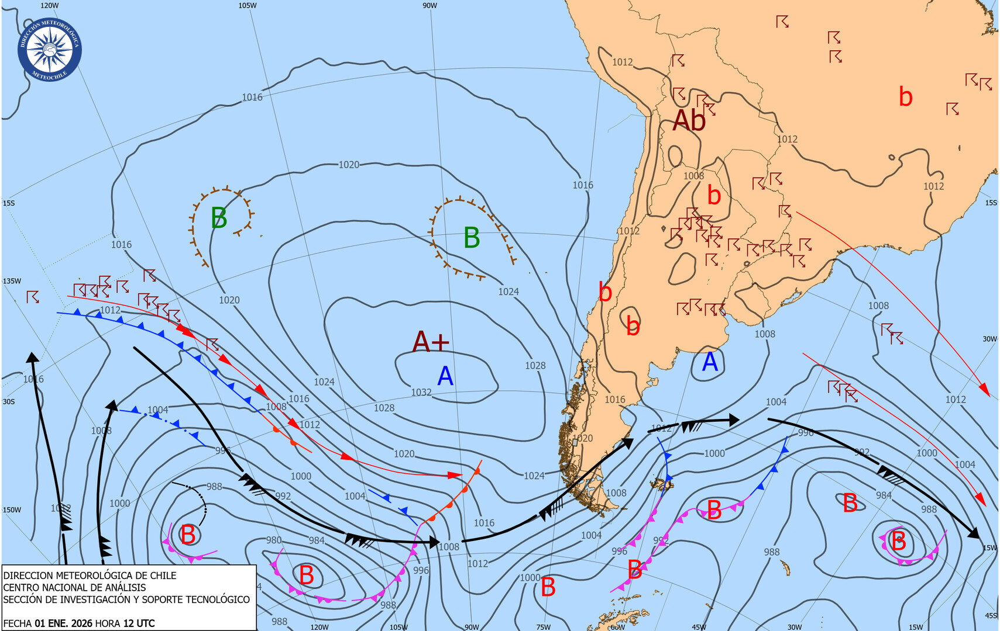 120W
105W
90W
DIRECCIÓN METEOROLÓGICA
METEOCHILE
1012
1016
b
Ab
1012
1020
1008
1016
1012
15S
b
15S
B
1012
B
1016
135W
1024
b
1020
1008
1012
b
1008
A+
30W
A
1028
1016
A
1024
30S
1032
1016
1004
1012
1008
1016
1028
1004
1012
1012
1008
996
1020
996
1020
1000
992
1000
1004
1024
1000
988
992
1004
1008
984
1000
B
B
1012
988
150W
1016
B
980
984
1004
992
B
1008
996
988
15W
1012
996
B
B
1000
B
DIRECCION METEOROLÓGICA DE CHILE
CENTRO NACIONAL DE ANÁLISIS
SECCIÓN DE INVESTIGACIÓN Y SOPORTE TECNOLÓGICO
FECHA 01 ENE. 2026 HORA 12 UTC
988
988
45S
120W
105W
90W
75W
60W
45W
30W
15W